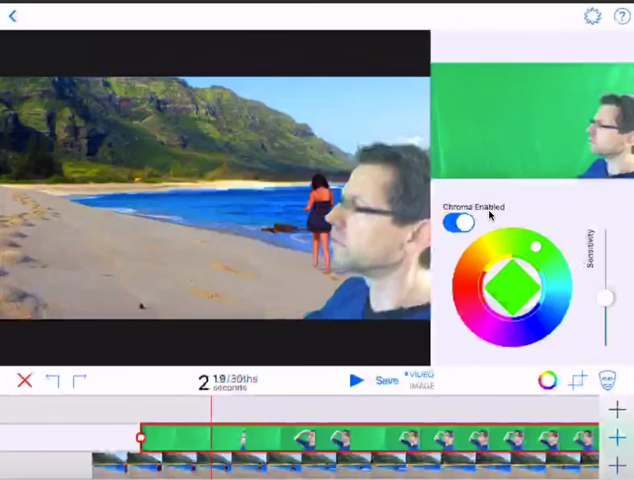 ?
Chroma Enabled
Sensitivity
2 19/30ths
seconds
Save
VIDEO
IMAGE